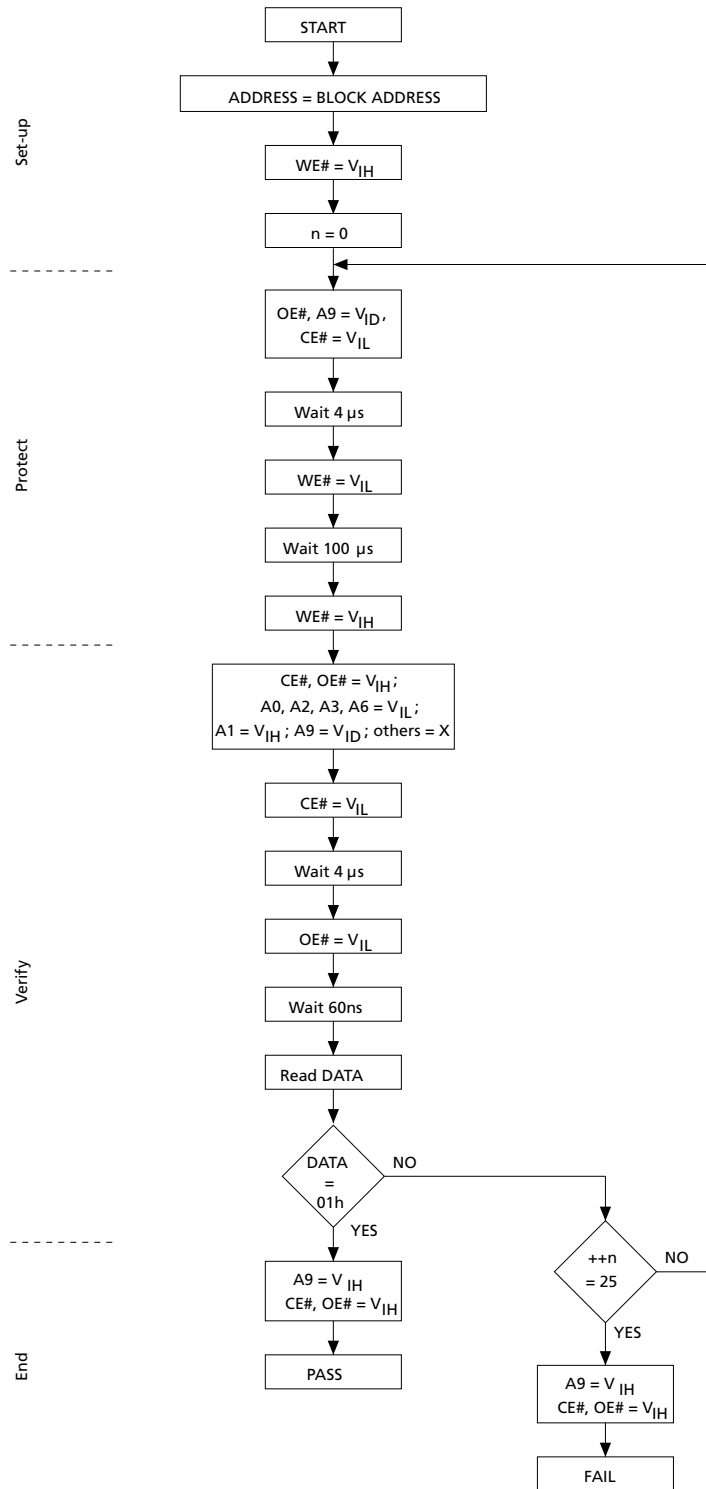 START
ADDRESS = BLOCK ADDRESS
Set-up
WE# = VIH
n = 0
OE#, A9 = VID,
CE# = VIL
Wait 4 µs
Protect
WE# = VIL
Wait 100 µs
WE# = VIH
CE#, OE# = VIH;
A0, A2, A3, A6 = VIL;
A1 = VIH; A9 = VID; others = X
CE# = VIL
Wait 4 µs
OE# = VIL
Verify
Wait 60ns
Read DATA
DATA
=
01h
NO
YES
++n
= 25
NO
YES
A9 = VIH
CE#, OE# = VIH
End
PASS
A9 = VIH
CE#, OE# = VIH
FAIL